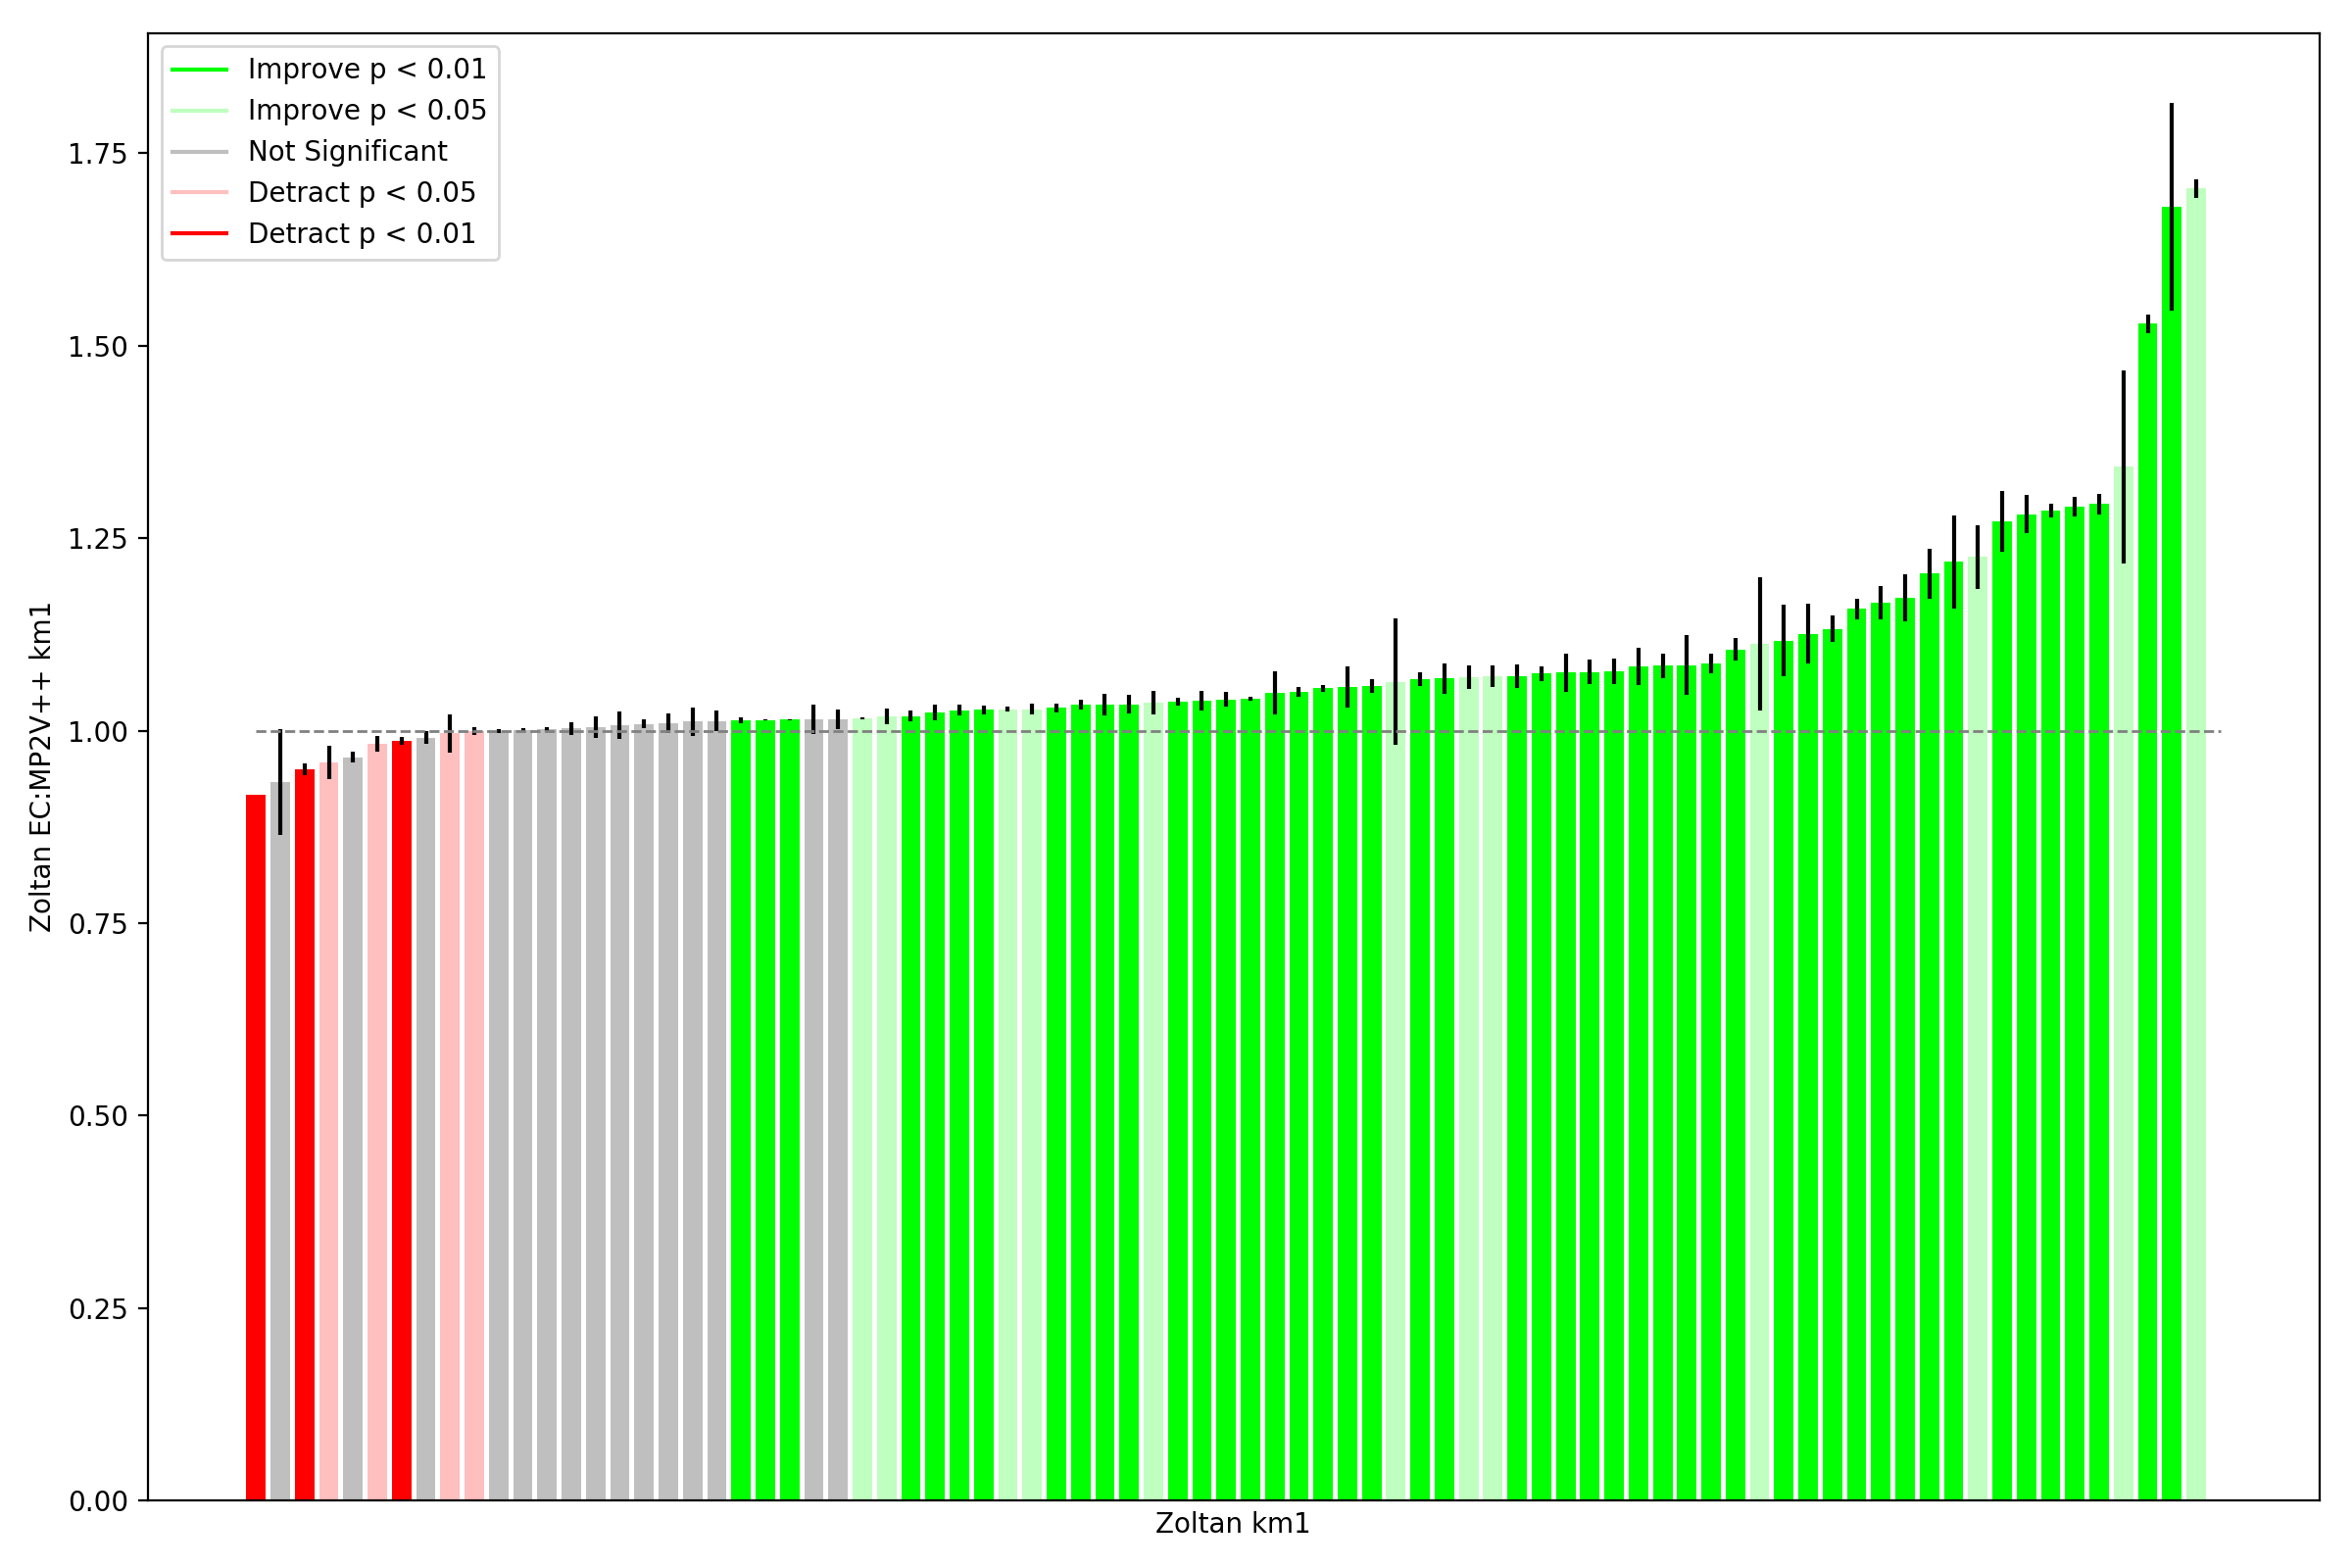 Improve p < 0.01
Improve p < 0.05
Not Significant
Detract p < 0.05
Detract p < 0.01
1.75
1.50
1.25
1.00
0.75
0.50
0.25
0.00
Zoltan EC:MP2V++ km1
Zoltan km1